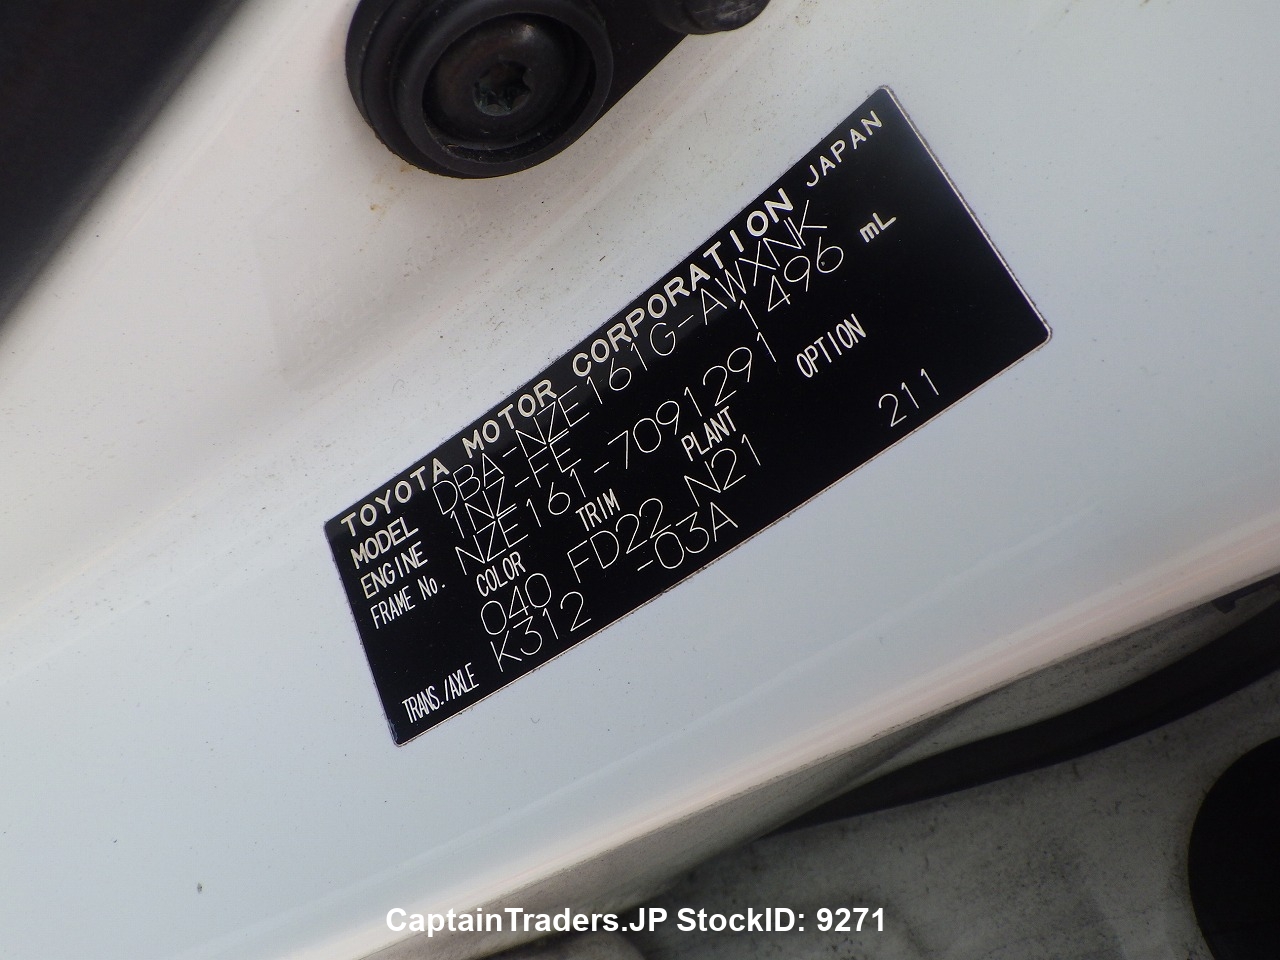 TOYOTA MOTOR CORPORATION JAPAN
MODEL DBA-NZE161G-AWXNK
ENGINE 1NZ-FE 1496 mL
FRAME No. NZE161-7091291
COLOR TRIM PLANT OPTION
040 FD22 N21 211
TRANS./AXLE K312 -03A
CaptainTraders.JP StockID: 9271